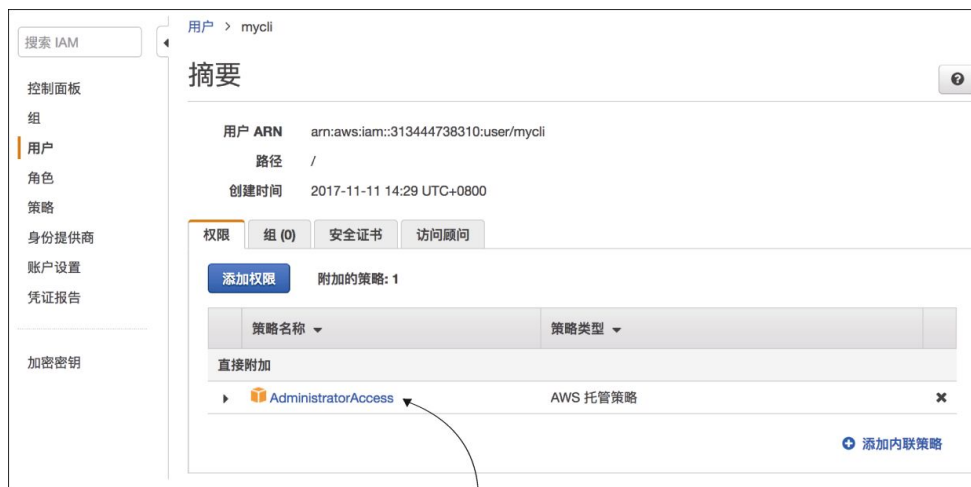 搜索 IAM
控制面板
组
用户
角色
策略
身份提供商
账户设置
凭证报告
加密密钥
用户 > mycli
摘要
用户 ARN arn:aws:iam::313444738310:user/mycli
路径 /
创建时间 2017-11-11 14:29 UTC+0800
权限 组 (0) 安全证书 访问顾问
添加权限 附加的策略: 1
策略名称 策略类型
直接附加
AdministratorAccess AWS 托管策略
添加内联策略